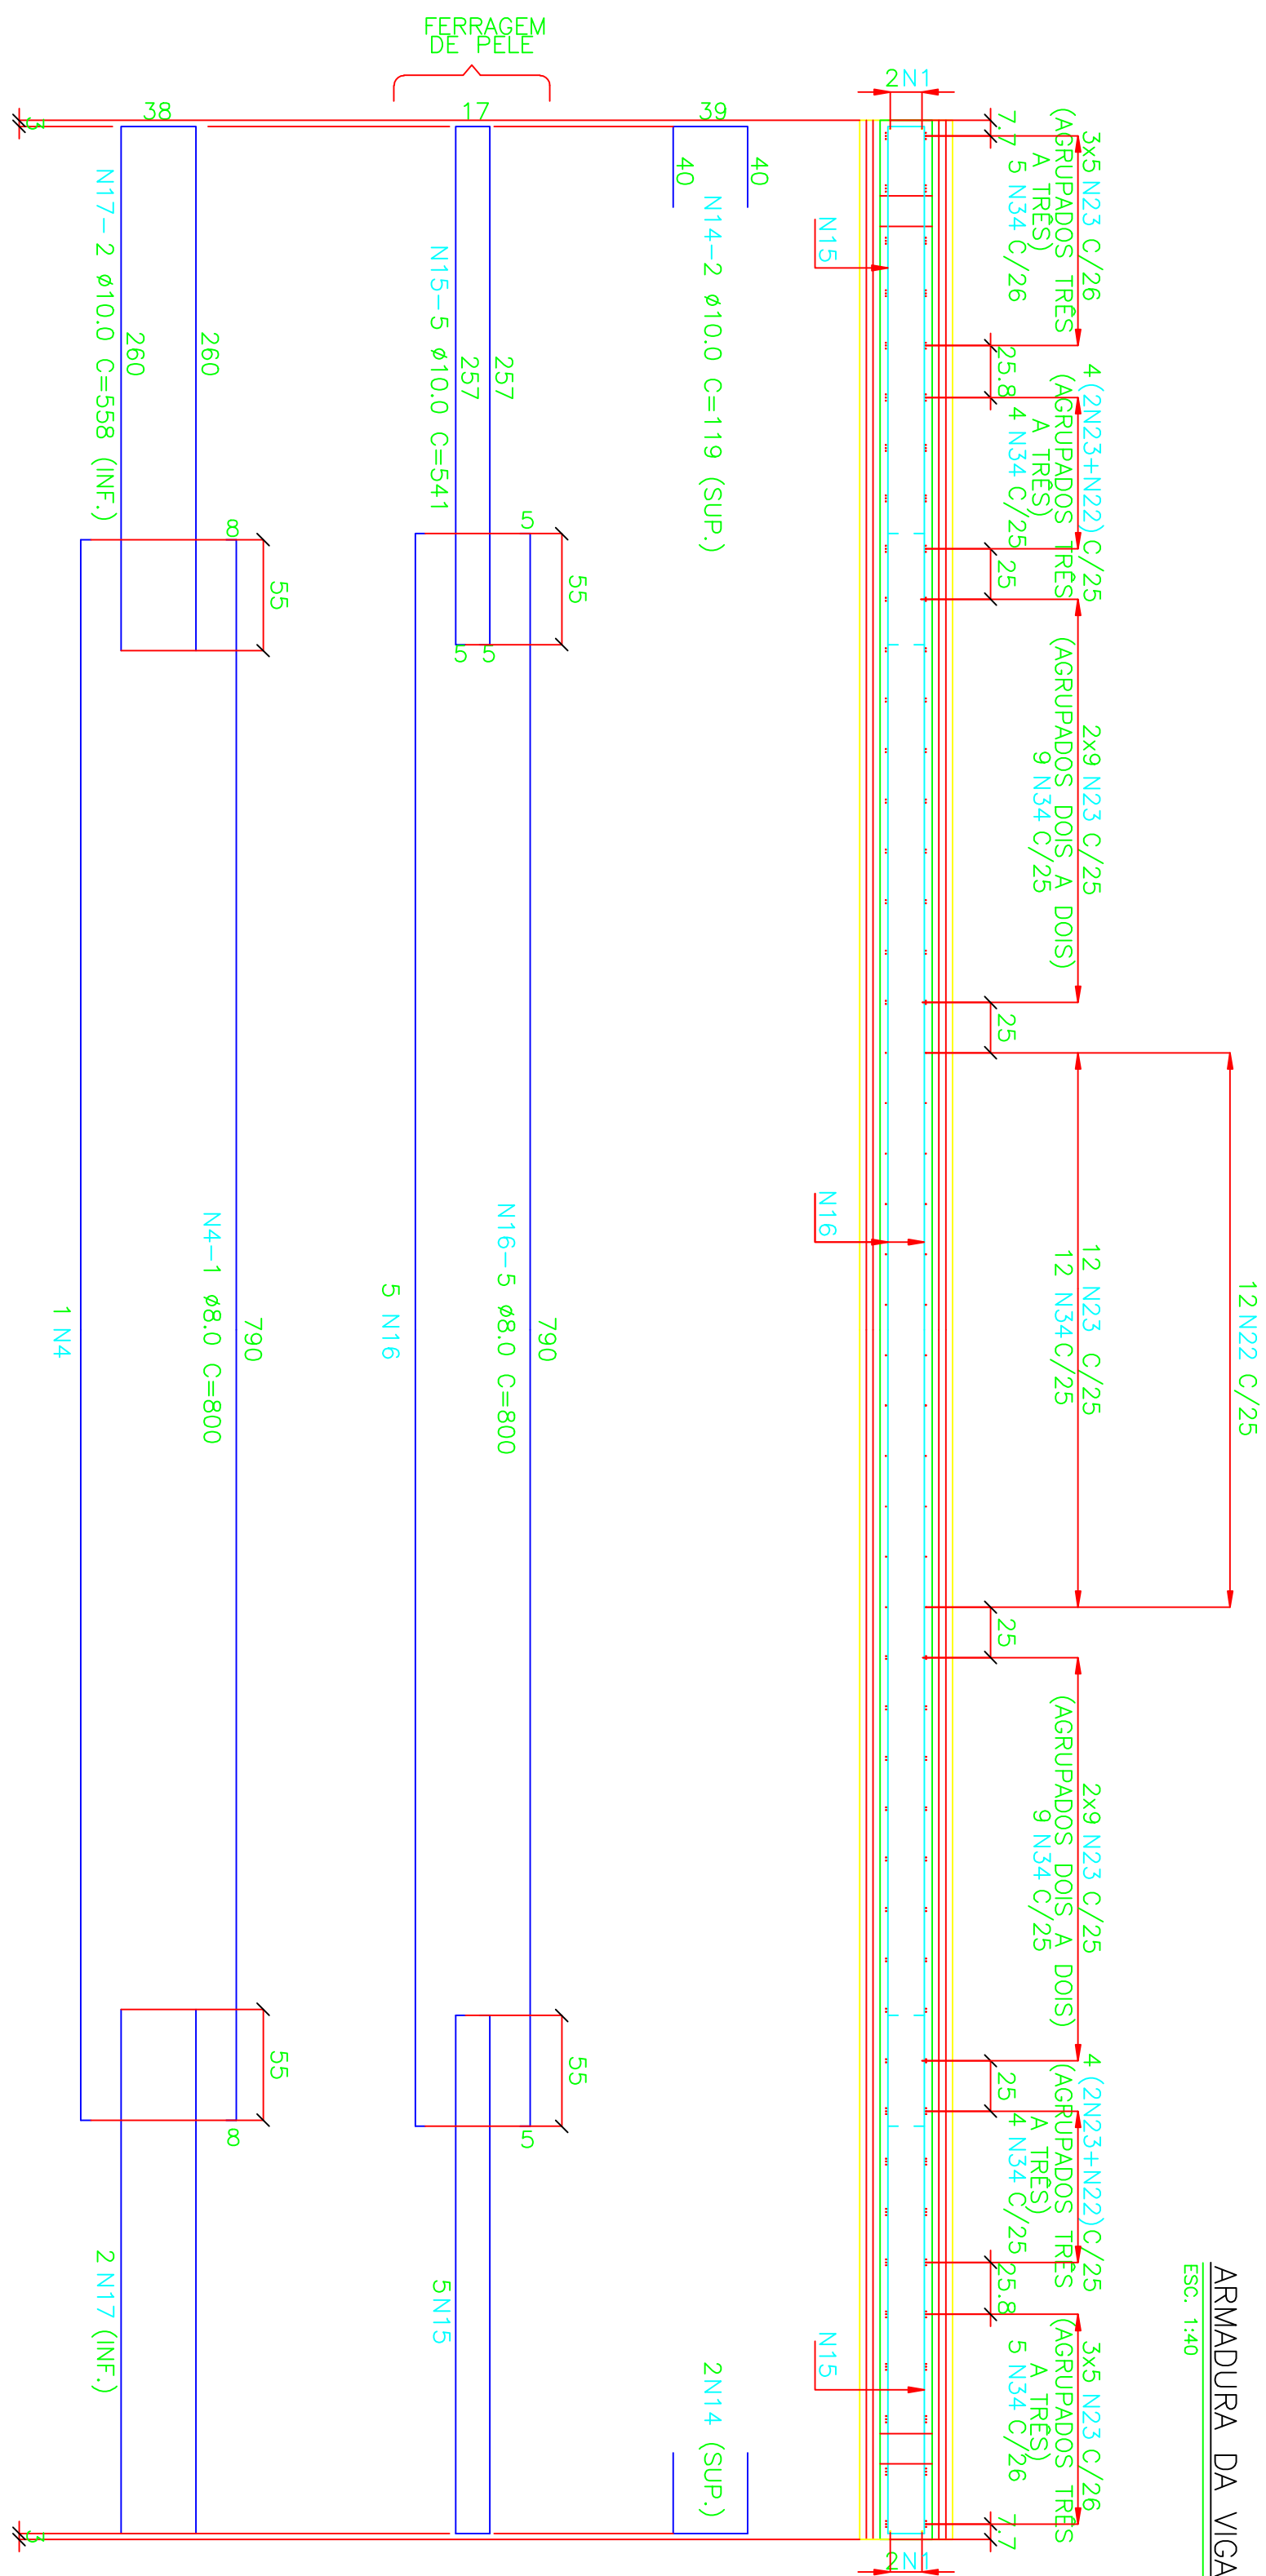 ARMADURA DA VIGA
ESC. 1:40
12 N22 C/25
3x5 N23 C/26
(AGRUPADOS TRÊS
A TRÊS)
5 N34 C/26
4 (2N23+N22) C/25
(AGRUPADOS TRÊS
A TRÊS)
4 N34 C/25
2x9 N23 C/25
(AGRUPADOS DOIS A DOIS)
9 N34 C/25
12 N23 C/25
12 N34 C/25
2x9 N23 C/25
(AGRUPADOS DOIS A DOIS)
9 N34 C/25
4 (2N23+N22) C/25
(AGRUPADOS TRÊS
A TRÊS)
4 N34 C/25
3x5 N23 C/26
(AGRUPADOS TRÊS
A TRÊS)
5 N34 C/26
7.7
25.8
25
25
25
25
25.8
7.7
2N1
2N1
N15
N16
N15
39
40
40
N14-2 ø10.0 C=119 (SUP.)
2N14 (SUP.)
FERRAGEM
DE PELE
17
257
257
N15-5 ø10.0 C=541
5
55
5 5
790
N16-5 ø8.0 C=800
5 N16
55
5
5N15
38
260
260
N17-2 ø10.0 C=558 (INF.)
8
55
790
N4-1 ø8.0 C=800
1 N4
55
8
2 N17 (INF.)
3
3